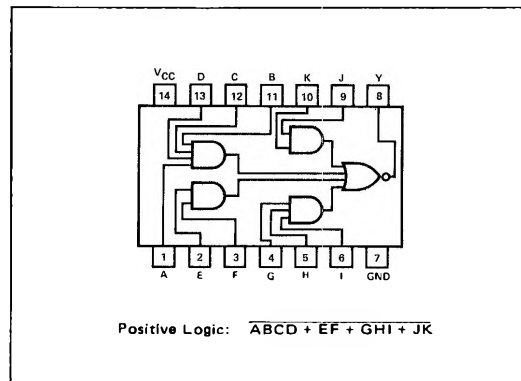 VCC D C B K J Y
14 13 12 11 10 9 8
1 2 3 4 5 6 7
A E F G H I GND
Positive Logic: ABCD + EF + GHI + JK